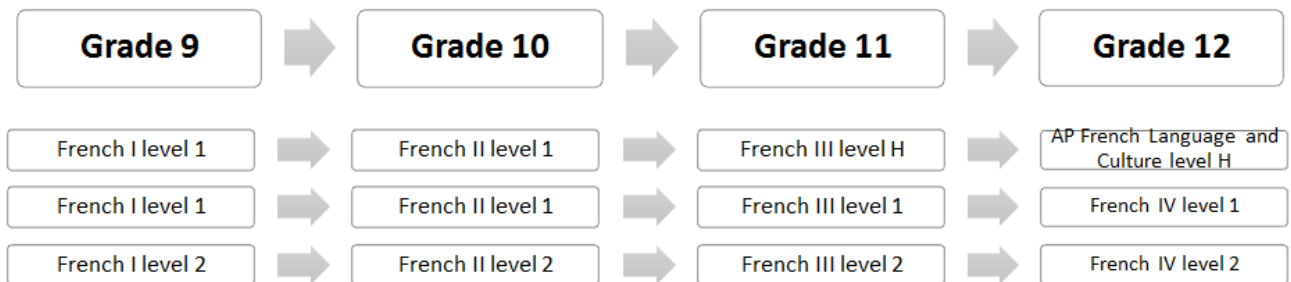 Grade 9
Grade 10
Grade 11
Grade 12
French I level 1
French II level 1
French III level H
AP French Language and
Culture level H
French I level 1
French II level 1
French III level 1
French IV level 1
French I level 2
French II level 2
French III level 2
French IV level 2